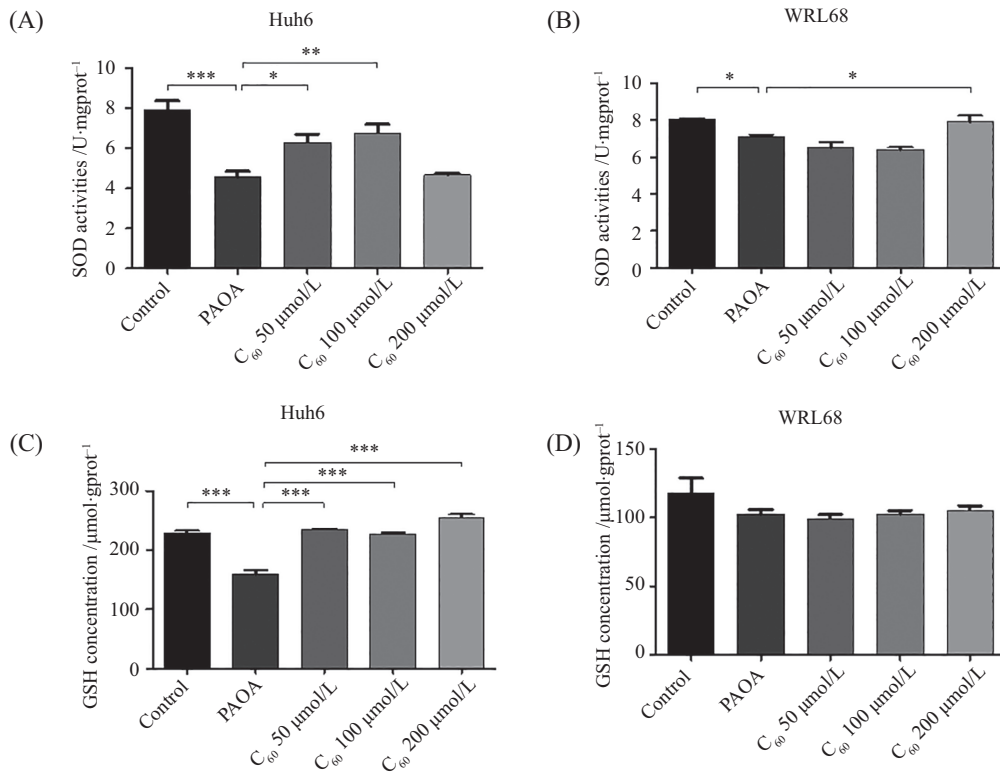 (A)
Huh6
***
*
**
SOD activities /U·mgprot⁻¹
10
8
6
4
2
0
Control
PAOA
C₆₀ 50 μmol/L
C₆₀ 100 μmol/L
C₆₀ 200 μmol/L
(B)
WRL68
*
*
SOD activities /U·mgprot⁻¹
10
8
6
4
2
0
Control
PAOA
C₆₀ 50 μmol/L
C₆₀ 100 μmol/L
C₆₀ 200 μmol/L
(C)
Huh6
***
***
***
***
GSH concentration /μmol·gprot⁻¹
300
200
100
0
Control
PAOA
C₆₀ 50 μmol/L
C₆₀ 100 μmol/L
C₆₀ 200 μmol/L
(D)
WRL68
GSH concentration /μmol·gprot⁻¹
150
100
50
0
Control
PAOA
C₆₀ 50 μmol/L
C₆₀ 100 μmol/L
C₆₀ 200 μmol/L